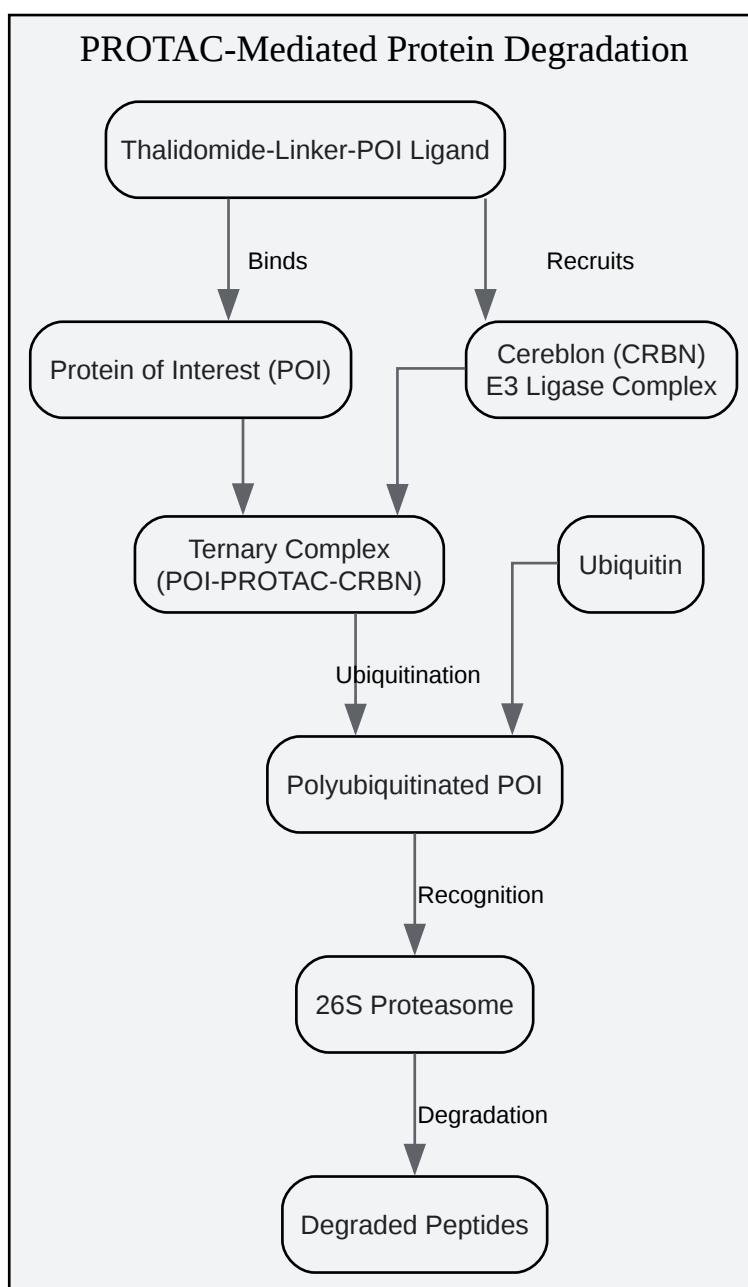 PROTAC-Mediated Protein Degradation
Thalidomide-Linker-POI Ligand
Binds
Recruits
Protein of Interest (POI)
Cereblon (CRBN)
E3 Ligase Complex
Ternary Complex
(POI-PROTAC-CRBN)
Ubiquitin
Ubiquitination
Polyubiquitinated POI
Recognition
26S Proteasome
Degradation
Degraded Peptides